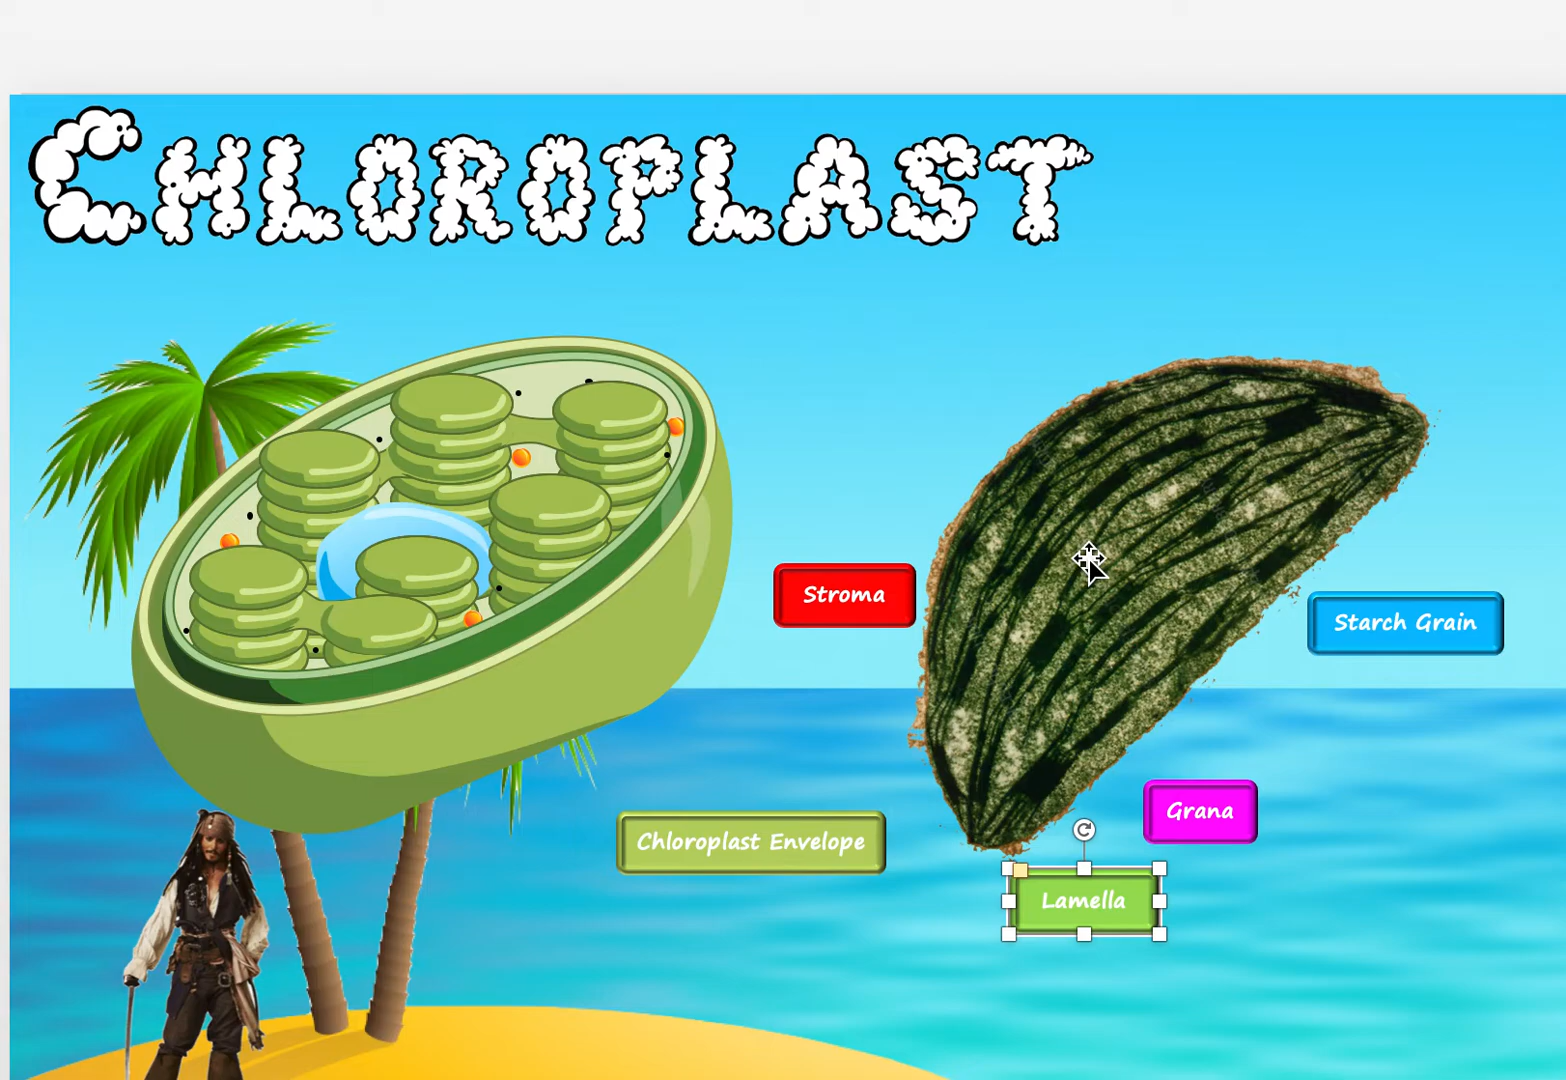 CHLOROPLAST
Stroma
Starch Grain
Grana
Chloroplast Envelope
Lamella